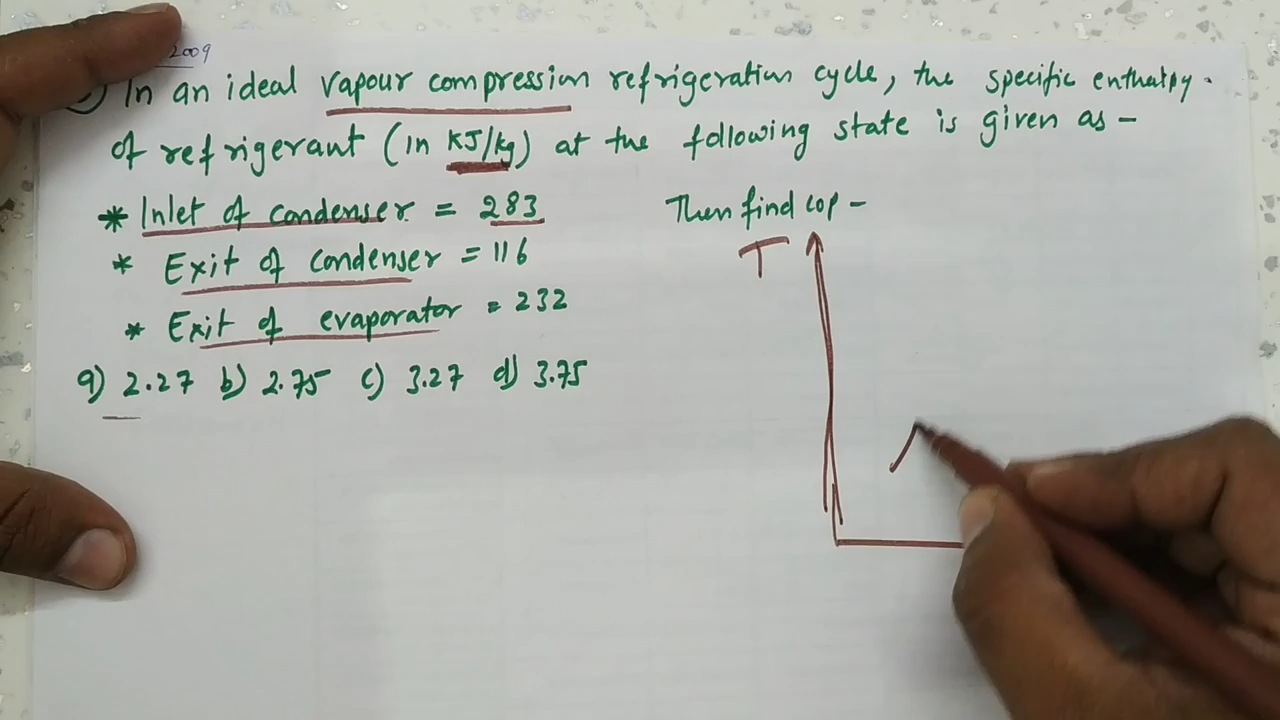 2009
In an ideal vapour compression refrigeration cycle, the specific enthalpy.
of refrigerant (in KJ/kg) at the following state is given as -
* Inlet of condenser = 283
* Exit of condenser = 116
* Exit of evaporator = 232
a) 2.27 b) 2.75 c) 3.27 d) 3.75
Then find cop -
T